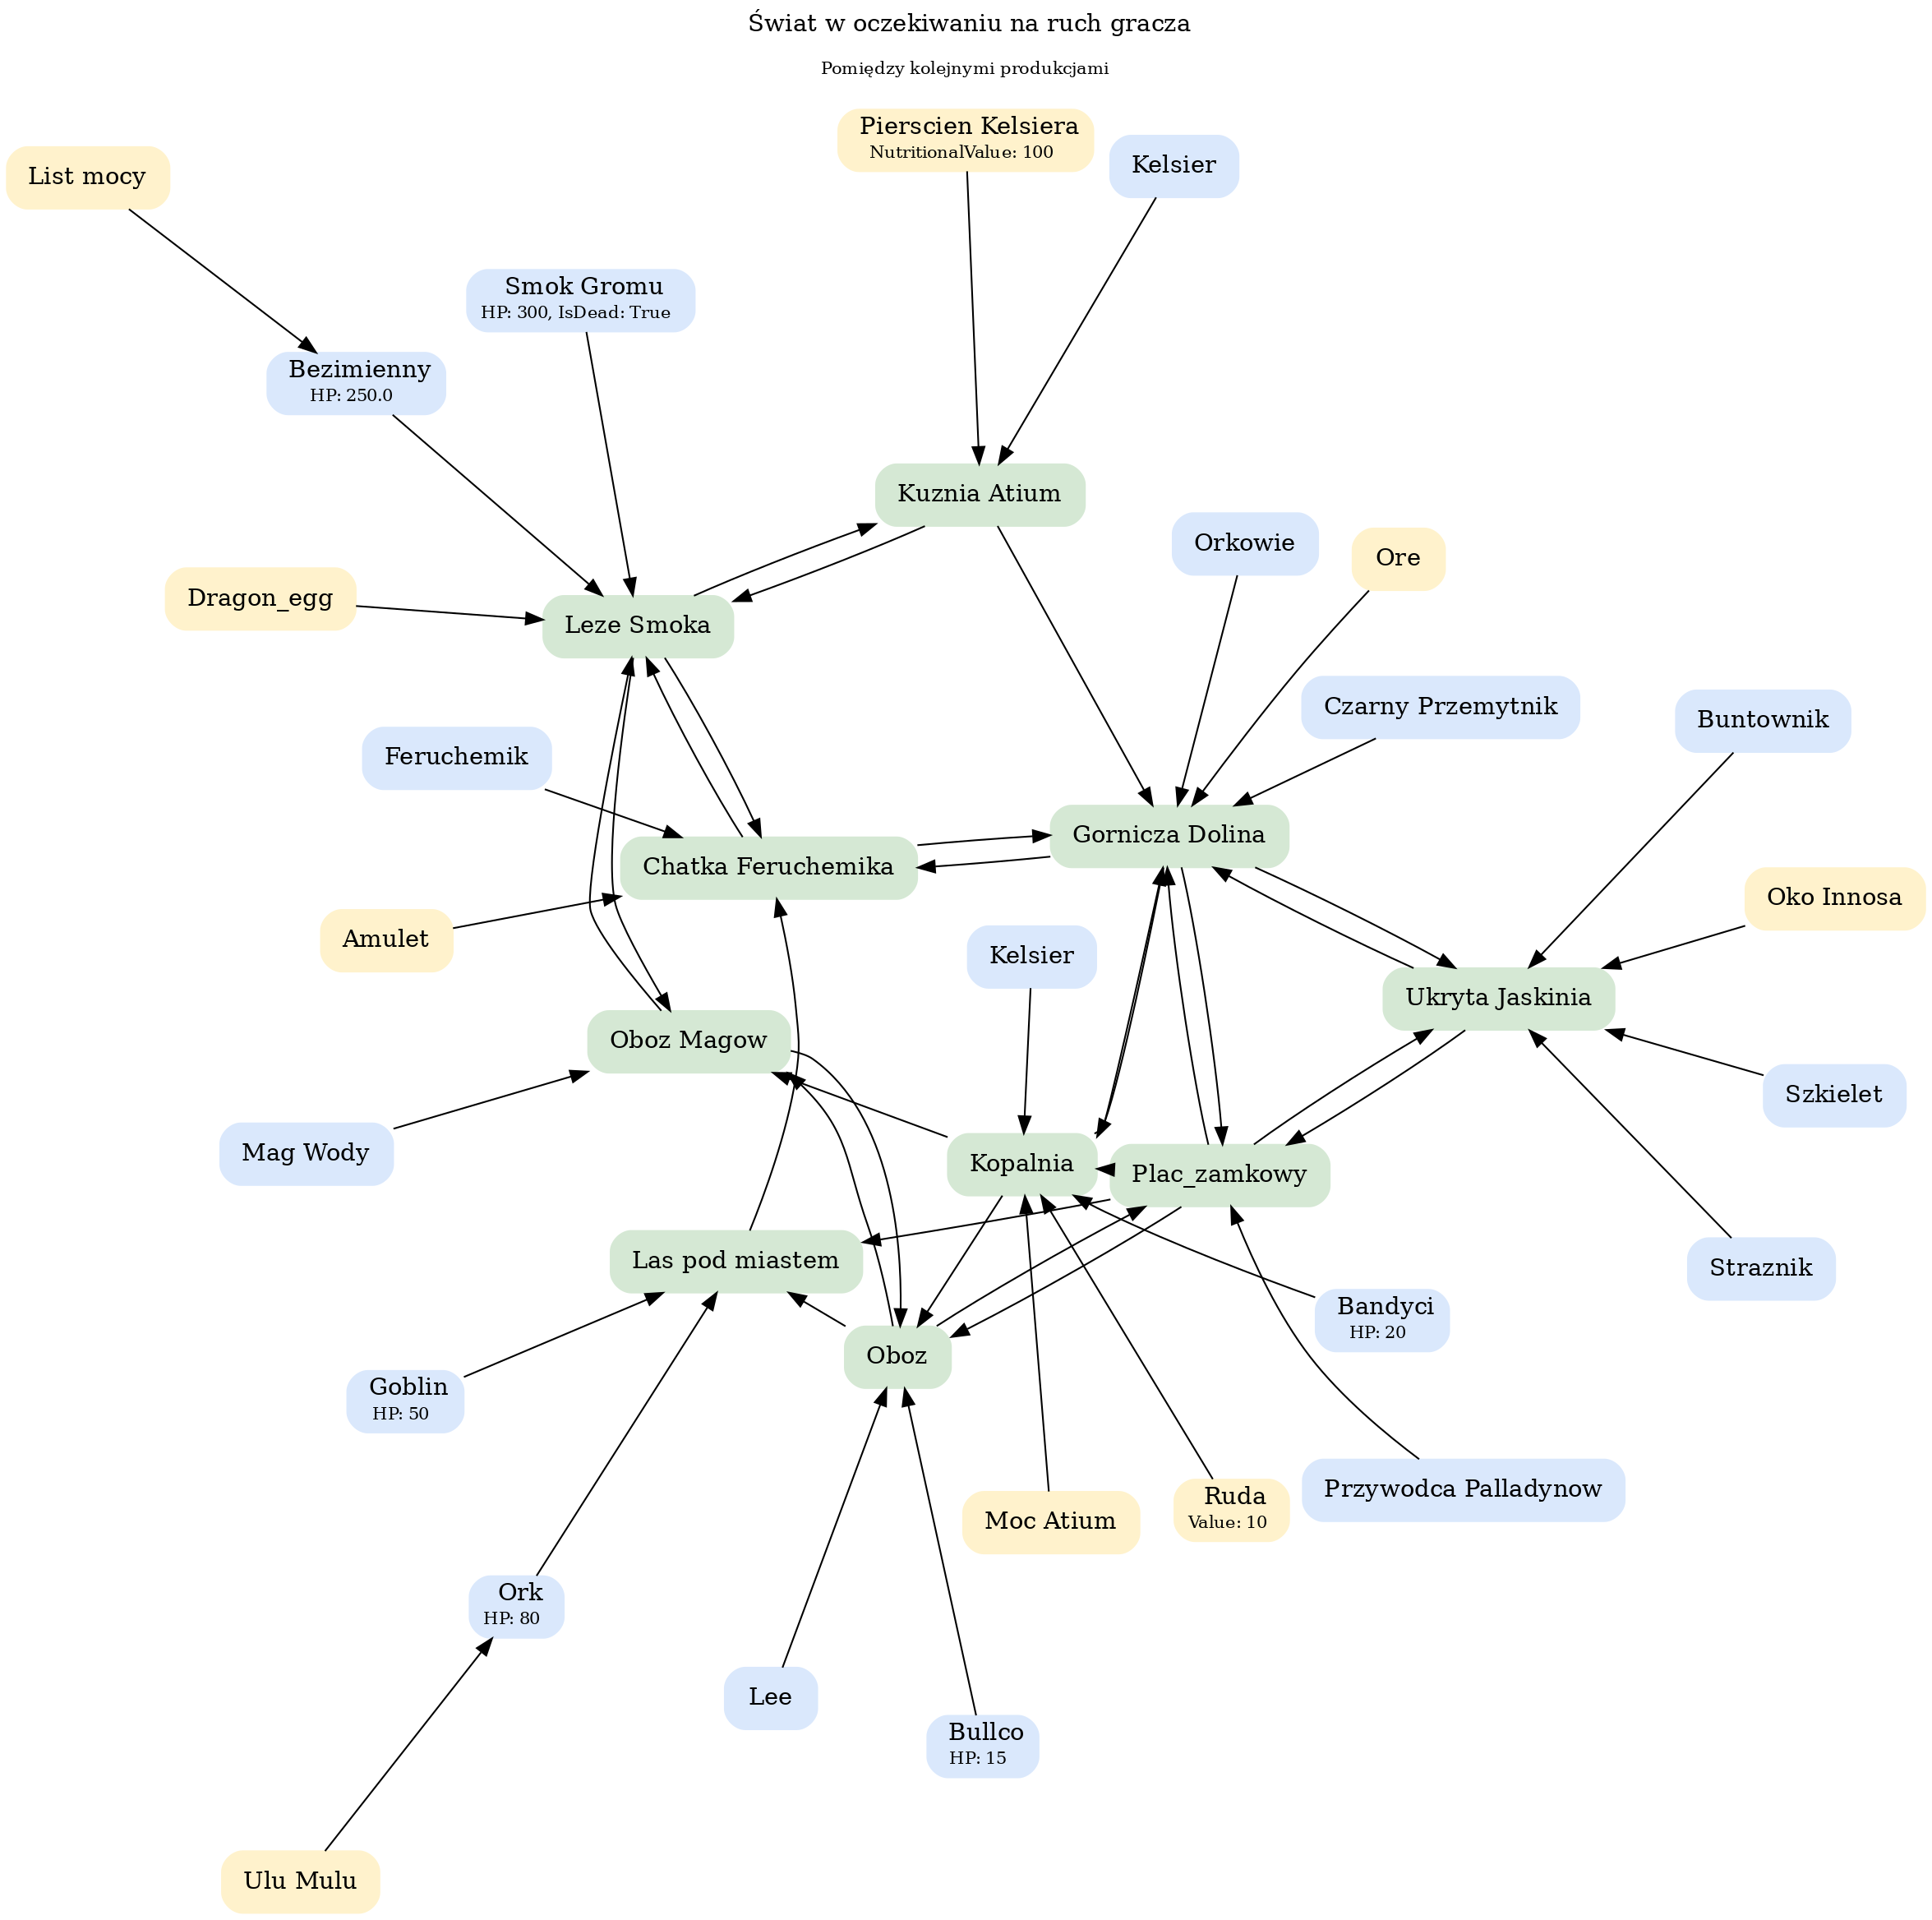 Świat w oczekiwaniu na ruch gracza
Pomiędzy kolejnymi produkcjami
Pierscien Kelsiera
NutritionalValue: 100
Kelsier
List mocy
Smok Gromu
HP: 300, IsDead: True
Bezimienny
HP: 250.0
Kuznia Atium
Orkowie
Ore
Dragon_egg
Leze Smoka
Czarny Przemytnik
Buntownik
Feruchemik
Gornicza Dolina
Chatka Feruchemika
Oko Innosa
Amulet
Kelsier
Ukryta Jaskinia
Oboz Magow
Szkielet
Mag Wody
Kopalnia
Plac_zamkowy
Las pod miastem
Straznik
Bandyci
HP: 20
Oboz
Goblin
HP: 50
Przywodca Palladynow
Ruda
Value: 10
Moc Atium
Ork
HP: 80
Lee
Bullco
HP: 15
Ulu Mulu